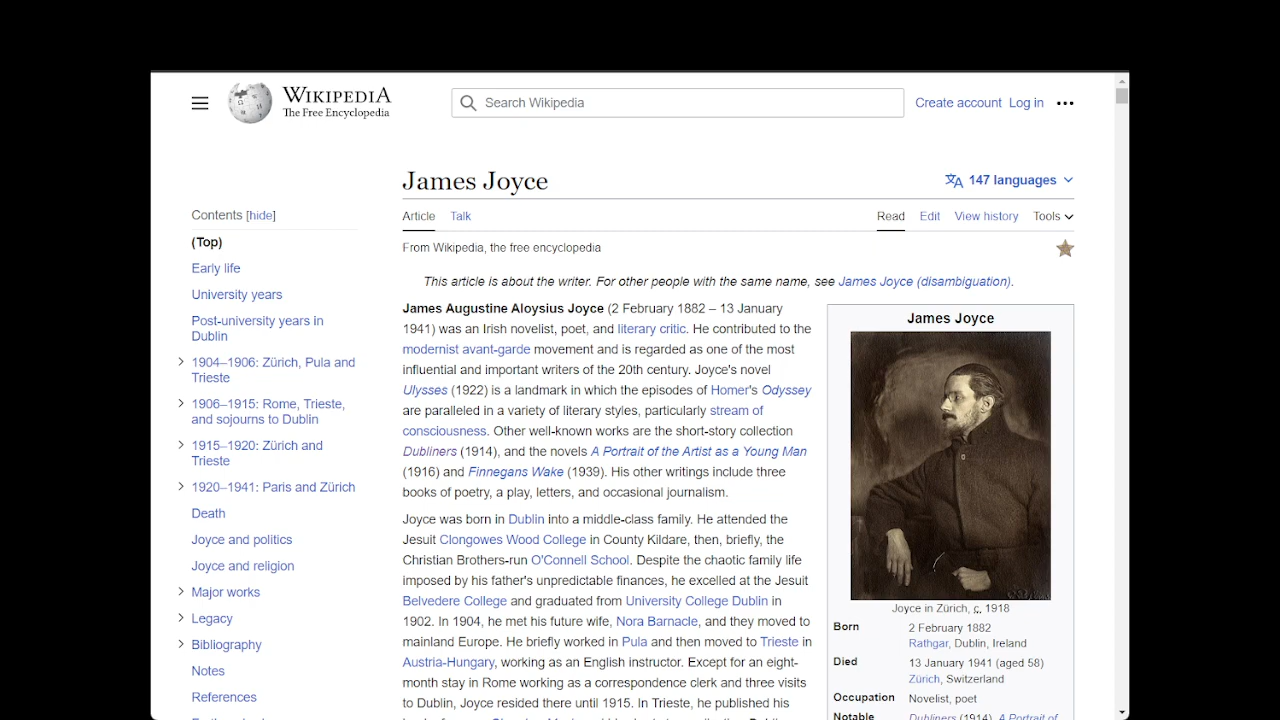 WIKIPEDIA
The Free Encyclopedia
Search Wikipedia
Create account Log in
James Joyce
147 languages
Article Talk
Read Edit View history Tools
From Wikipedia, the free encyclopedia
Contents [hide]
(Top)
Early life
University years
Post-university years in
Dublin
1904–1906: Zürich, Pula and
Trieste
1906–1915: Rome, Trieste,
and sojourns to Dublin
1915–1920: Zürich and
Trieste
1920–1941: Paris and Zürich
Death
Joyce and politics
Joyce and religion
Major works
Legacy
Bibliography
Notes
References
This article is about the writer. For other people with the same name, see James Joyce (disambiguation).
James Augustine Aloysius Joyce (2 February 1882 – 13 January
1941) was an Irish novelist, poet, and literary critic. He contributed to the
modernist avant-garde movement and is regarded as one of the most
influential and important writers of the 20th century. Joyce's novel
Ulysses (1922) is a landmark in which the episodes of Homer's Odyssey
are paralleled in a variety of literary styles, particularly stream of
consciousness. Other well-known works are the short-story collection
Dubliners (1914), and the novels A Portrait of the Artist as a Young Man
(1916) and Finnegans Wake (1939). His other writings include three
books of poetry, a play, letters, and occasional journalism.
Joyce was born in Dublin into a middle-class family. He attended the
Jesuit Clongowes Wood College in County Kildare, then, briefly, the
Christian Brothers-run O'Connell School. Despite the chaotic family life
imposed by his father's unpredictable finances, he excelled at the Jesuit
Belvedere College and graduated from University College Dublin in
1902. In 1904, he met his future wife, Nora Barnacle, and they moved to
mainland Europe. He briefly worked in Pula and then moved to Trieste in
Austria-Hungary, working as an English instructor. Except for an eight-
month stay in Rome working as a correspondence clerk and three visits
to Dublin, Joyce resided there until 1915. In Trieste, he published his
James Joyce
Joyce in Zürich, c. 1918
Born 2 February 1882
Rathgar, Dublin, Ireland
Died 13 January 1941 (aged 58)
Zürich, Switzerland
Occupation Novelist, poet
Notable Dubliners (1914), A Portrait of